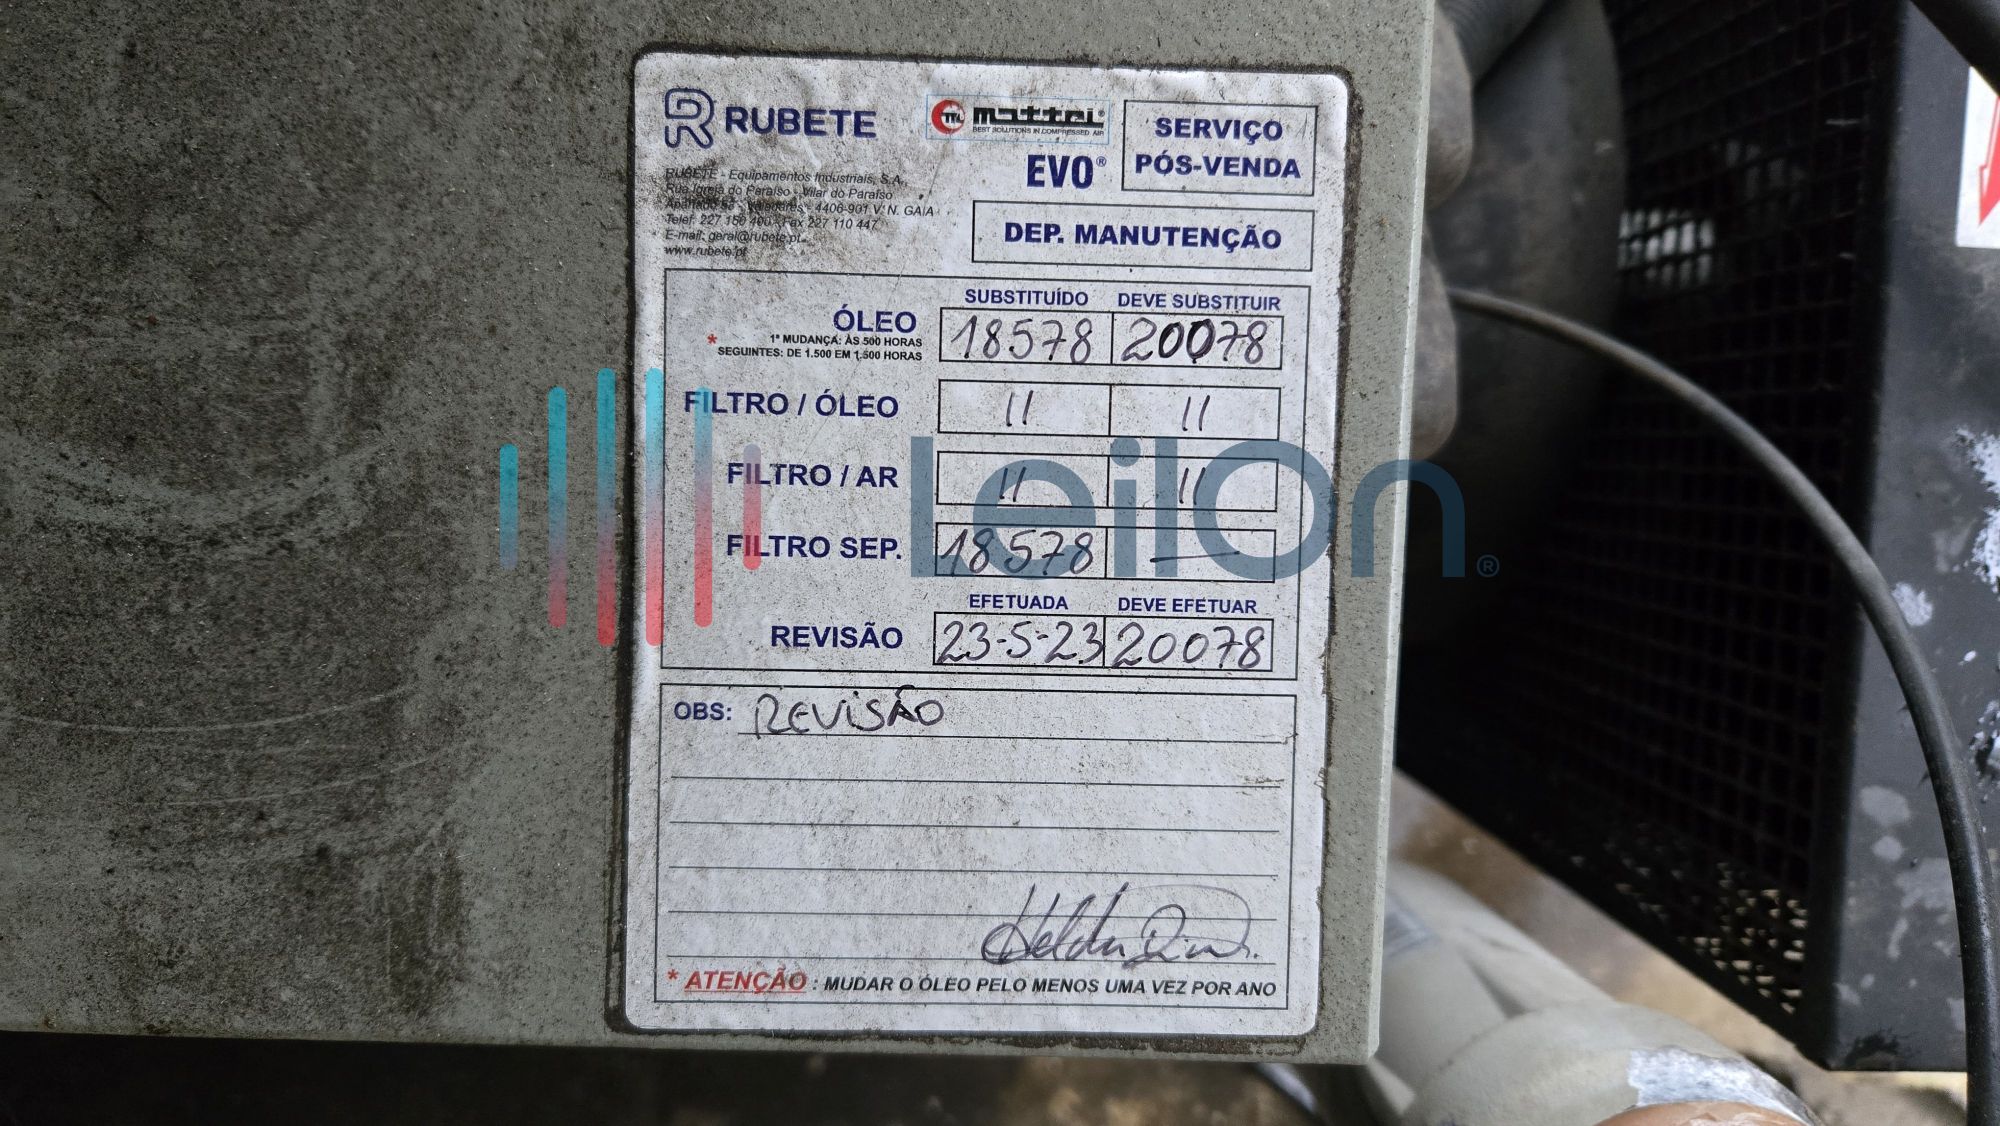 RUBETE
mattei®
BEST SOLUTIONS IN COMPRESSED AIR
EVO®
SERVIÇO
PÓS-VENDA
RUBETE - Equipamentos Industriais, S.A.
Rua Igreja do Paraíso - Vilar do Paraíso
4406-901 V. N. GAIA
Telef. 227 150 400 - Fax 227 110 447
E-mail: geral@rubete.pt
www.rubete.pt
DEP. MANUTENÇÃO
SUBSTITUÍDO DEVE SUBSTITUIR
ÓLEO 18578 20078
* 1ª MUDANÇA: ÀS 500 HORAS
SEGUINTES: DE 1.500 EM 1.500 HORAS
FILTRO / ÓLEO 11 11
FILTRO / AR 11 11
FILTRO SEP. 18578 —
EFETUADA DEVE EFETUAR
REVISÃO 23-5-23 20078
OBS: REVISÃO
* ATENÇÃO : MUDAR O ÓLEO PELO MENOS UMA VEZ POR ANO
leilon®